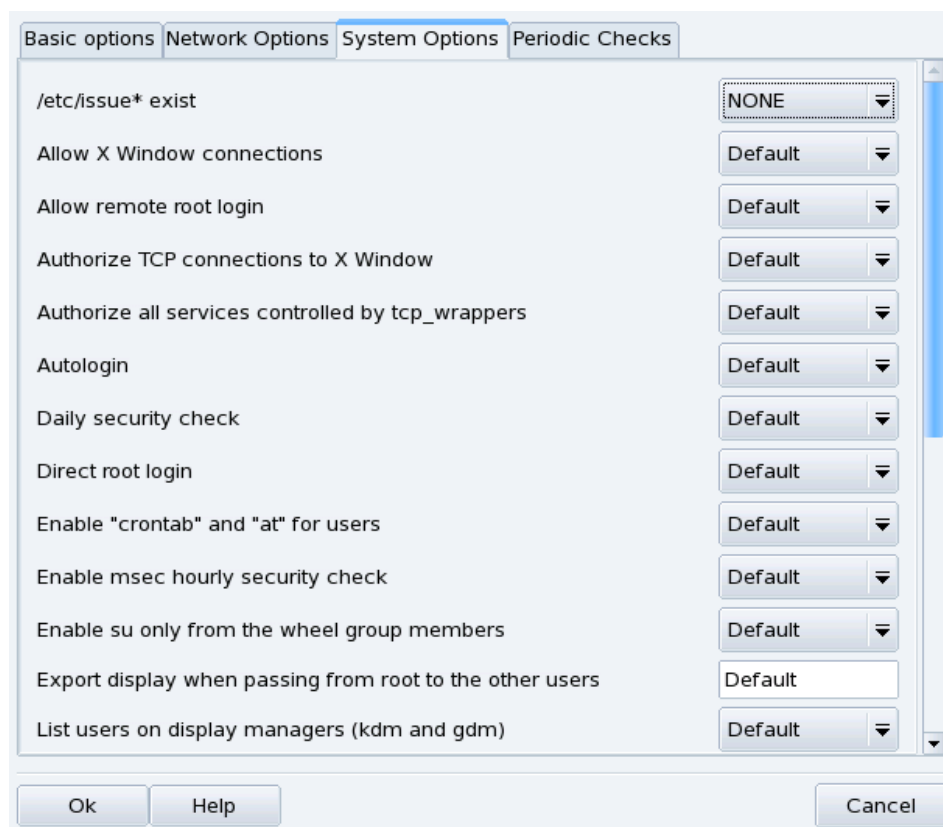 Basic options Network Options System Options Periodic Checks
/etc/issue* exist NONE
Allow X Window connections Default
Allow remote root login Default
Authorize TCP connections to X Window Default
Authorize all services controlled by tcp_wrappers Default
Autologin Default
Daily security check Default
Direct root login Default
Enable "crontab" and "at" for users Default
Enable msec hourly security check Default
Enable su only from the wheel group members Default
Export display when passing from root to the other users Default
List users on display managers (kdm and gdm) Default
Ok Help Cancel